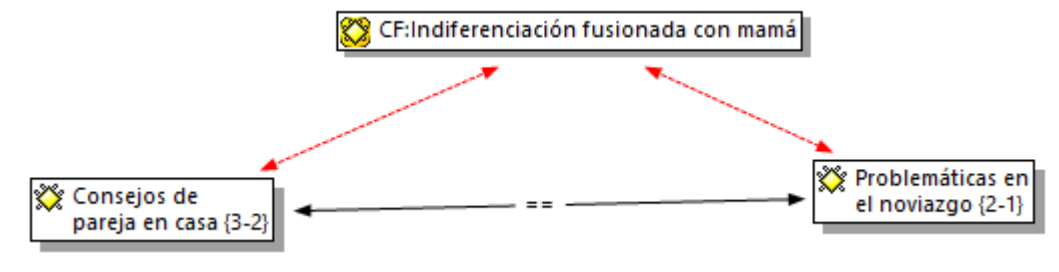 CF:Indiferenciación fusionada con mamá
Consejos de
pareja en casa {3-2}
==
Problemáticas en
el noviazgo {2-1}